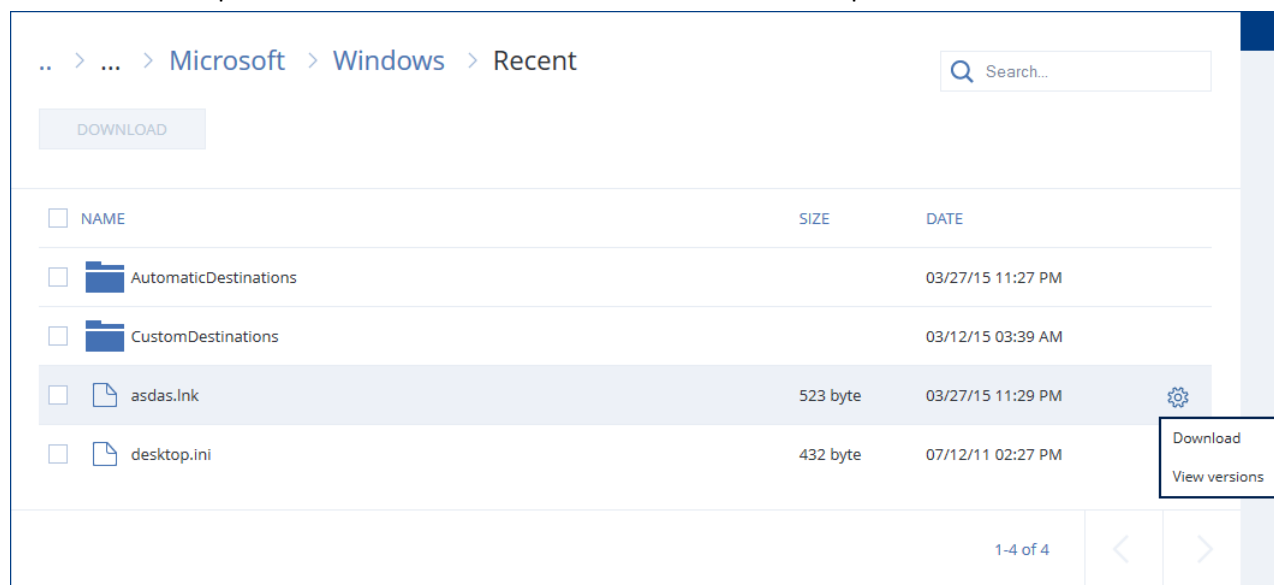 .. > ... > Microsoft > Windows > Recent
Search...
DOWNLOAD
NAME SIZE DATE
AutomaticDestinations 03/27/15 11:27 PM
CustomDestinations 03/12/15 03:39 AM
asdas.lnk 523 byte 03/27/15 11:29 PM
desktop.ini 432 byte 07/12/11 02:27 PM
Download
View versions
1-4 of 4